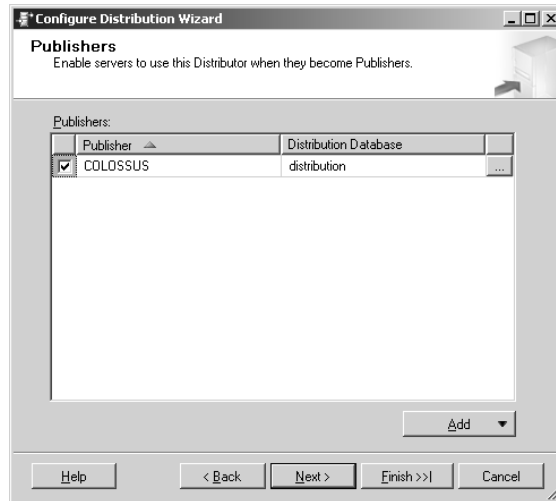 *Configure Distribution Wizard
Publishers
Enable servers to use this Distributor when they become Publishers.
Publishers:
Publisher Distribution Database
COLOSSUS distribution ...
Add
Help < Back Next > Finish >>| Cancel